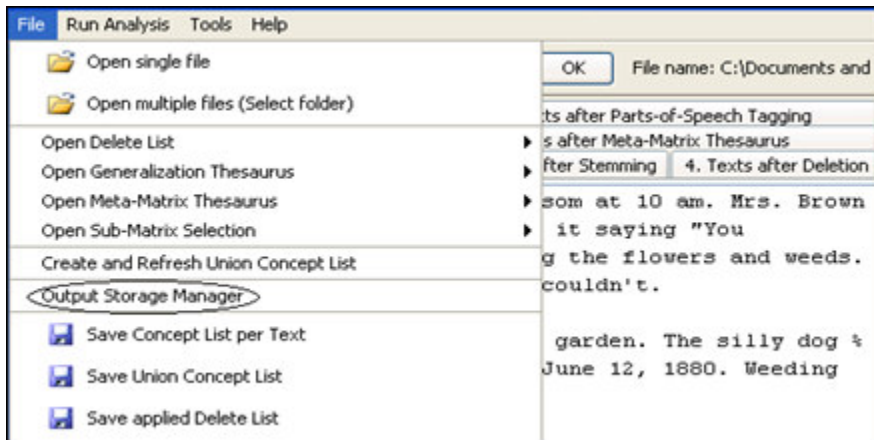 File Run Analysis Tools Help
Open single file
Open multiple files (Select folder)
Open Delete List
Open Generalization Thesaurus
Open Meta-Matrix Thesaurus
Open Sub-Matrix Selection
Create and Refresh Union Concept List
Output Storage Manager
Save Concept List per Text
Save Union Concept List
Save applied Delete List
OK File name: C:\Documents and
ts after Parts-of-Speech Tagging
s after Meta-Matrix Thesaurus
fter Stemming 4. Texts after Deletion
som at 10 am. Mrs. Brown
it saying "You
g the flowers and weeds.
couldn't.
garden. The silly dog %
June 12, 1880. Weeding